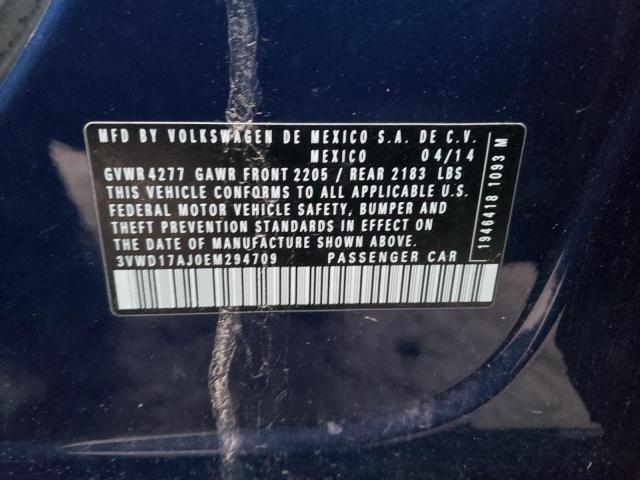 MFD BY VOLKSWAGEN DE MEXICO S.A. DE C.V.
MEXICO 04/14
GVWR 4277 GAWR FRONT 2205 / REAR 2183 LBS
THIS VEHICLE CONFORMS TO ALL APPLICABLE U.S.
FEDERAL MOTOR VEHICLE SAFETY, BUMPER AND
THEFT PREVENTION STANDARDS IN EFFECT ON
THE DATE OF MANUFACTURE SHOWN ABOVE.
3VWD17AJ0EM294709 PASSENGER CAR
1946418 1093 M